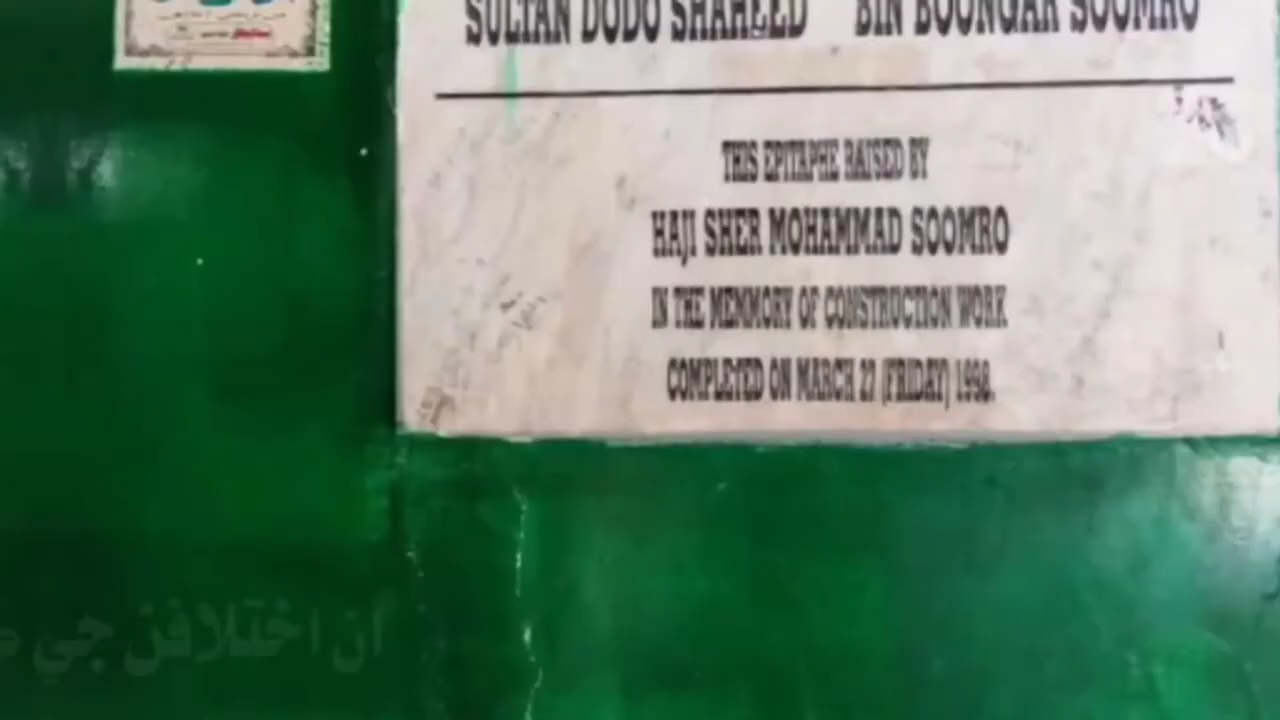 SULTAN DODO SHAHEED BIN BOONGAR SOOMRO
THIS EPITAPHE RAISED BY
HAJI SHER MOHAMMAD SOOMRO
IN THE MEMMORY OF CONSTRUCTION WORK
COMPLETED ON MARCH 27 (FRIDAY) 1998.
ان اختلافن جي